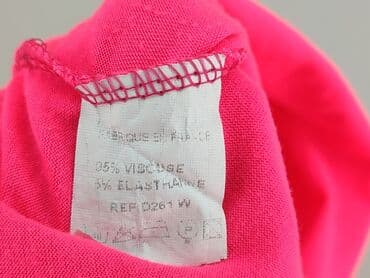 FABRIQUE EN FRANCE
95% VISCOSE
5% ELASTHANNE
REF D261 W